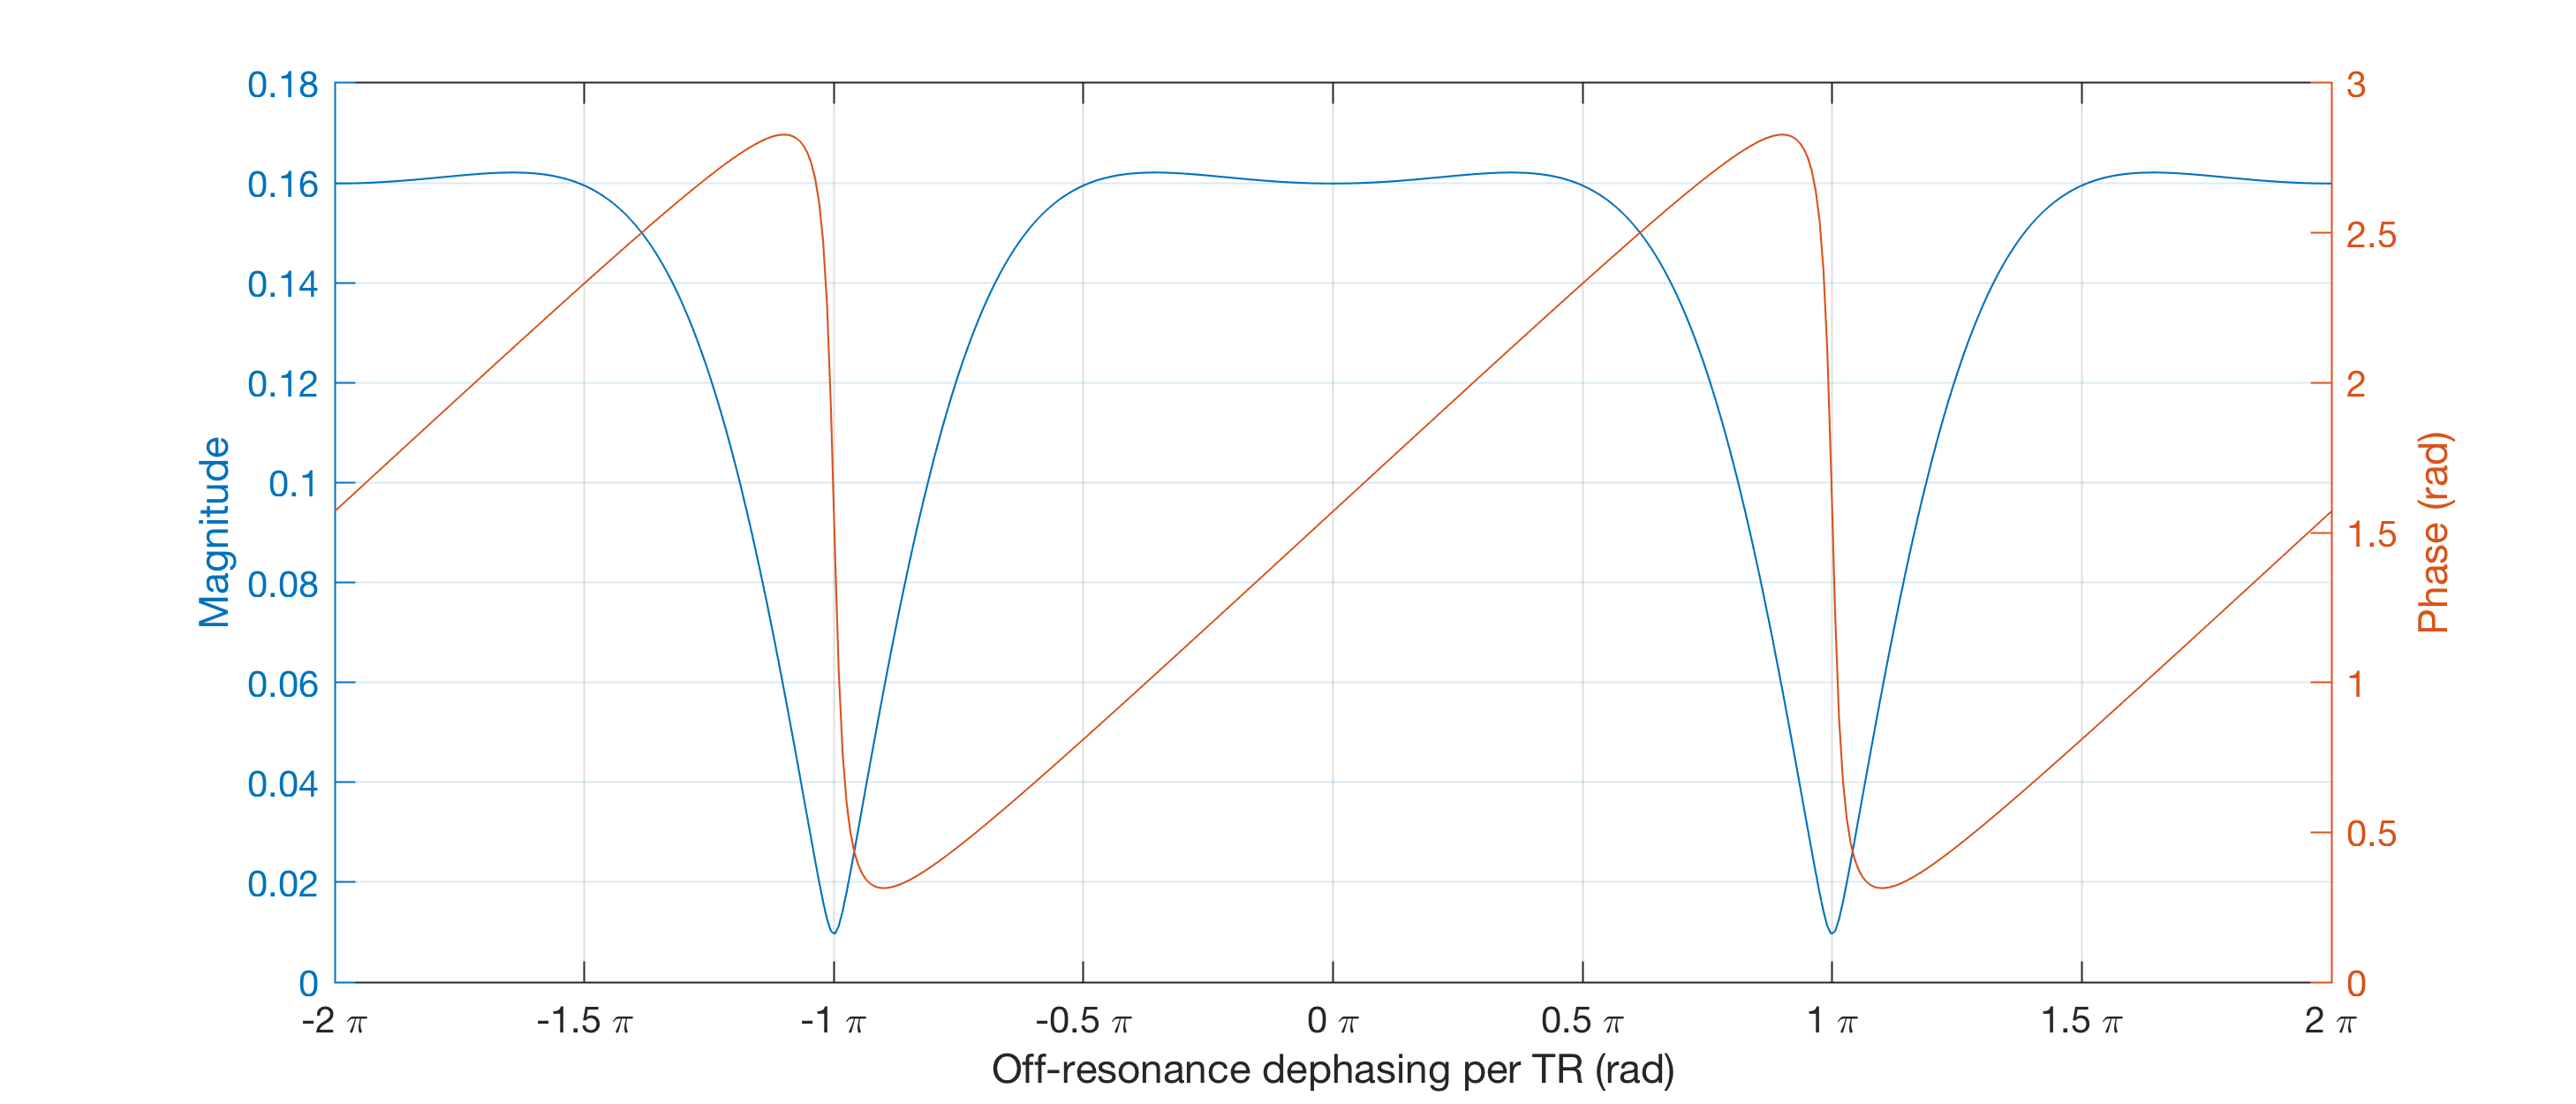 0.18
0.16
0.14
0.12
0.1
0.08
0.06
0.04
0.02
0
Magnitude
3
2.5
2
1.5
1
0.5
0
Phase (rad)
-2 π
-1.5 π
-1 π
-0.5 π
0 π
0.5 π
1 π
1.5 π
2 π
Off-resonance dephasing per TR (rad)